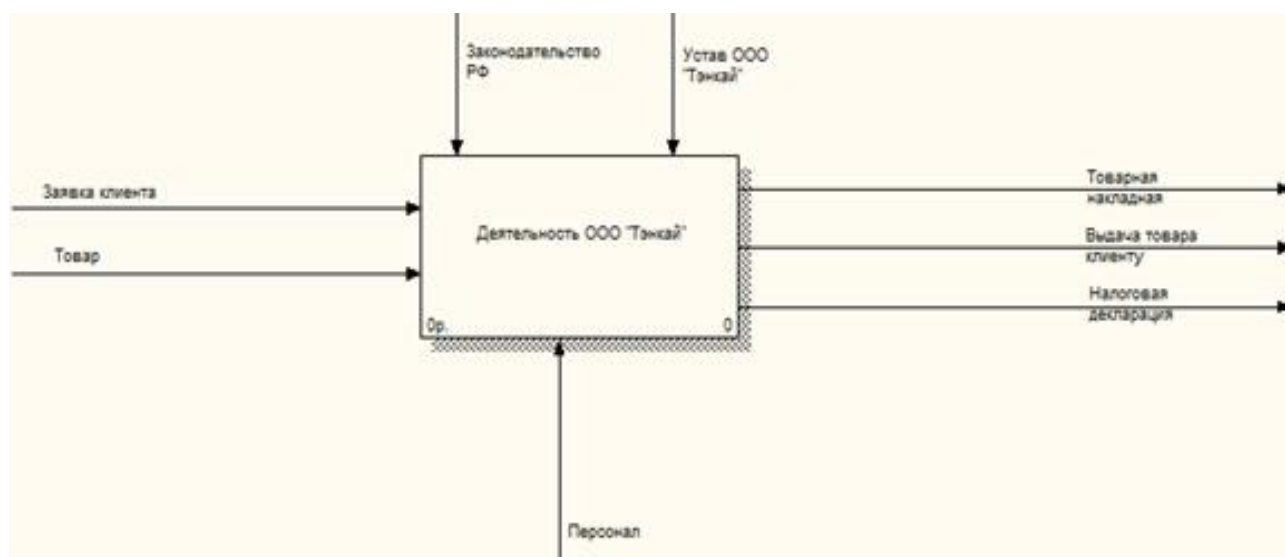 Законодательство
РФ
Устав ООО
"Тэнкай"
Заявка клиента
Товар
Деятельность ООО "Тэнкай"
0р.
0
Товарная
накладная
Выдача товара
клиенту
Налоговая
декларация
Персонал